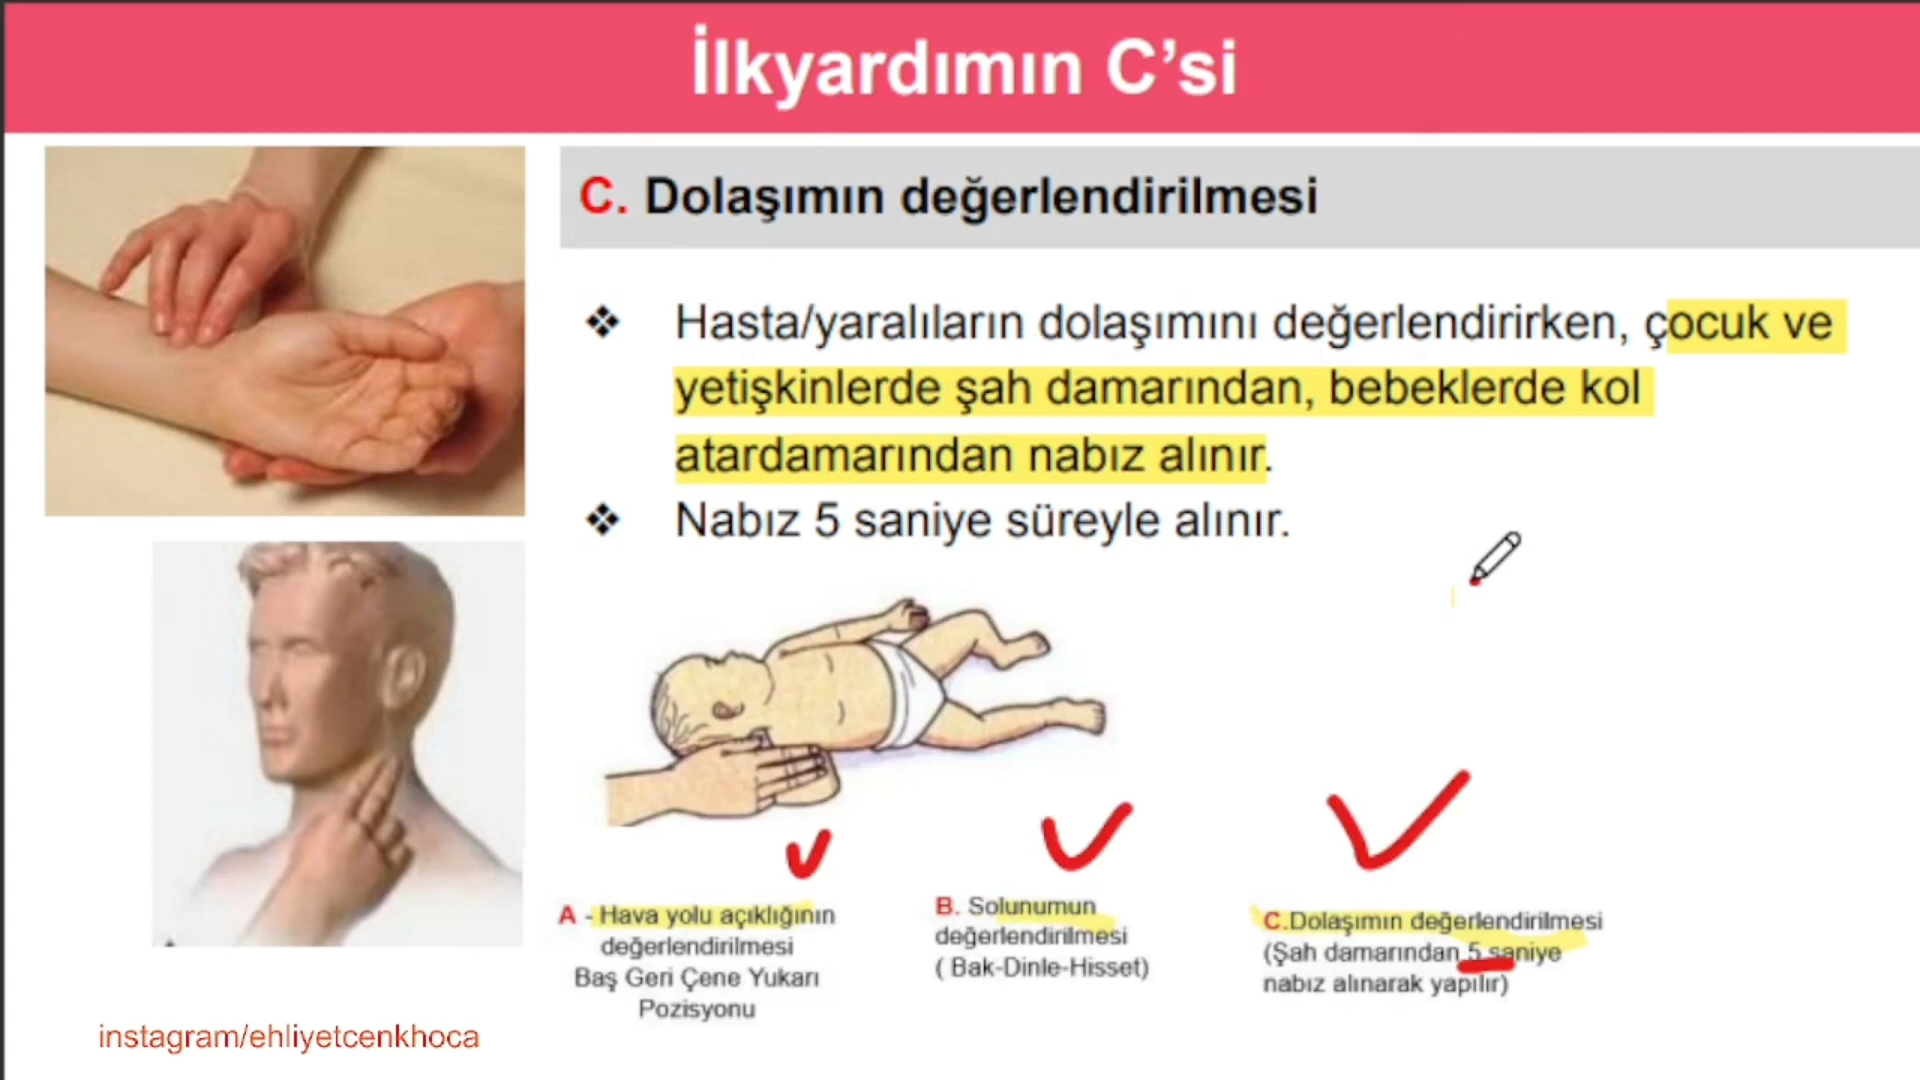 İlkyardımın C’si
C. Dolaşımın değerlendirilmesi
❖ Hasta/yaralıların dolaşımını değerlendirirken, çocuk ve
yetişkinlerde şah damarından, bebeklerde kol
atardamarından nabız alınır.
❖ Nabız 5 saniye süreyle alınır.
A - Hava yolu açıklığının
değerlendirilmesi
Baş Geri Çene Yukarı
Pozisyonu
B. Solunumun
değerlendirilmesi
( Bak-Dinle-Hisset)
C.Dolaşımın değerlendirilmesi
(Şah damarından 5 saniye
nabız alınarak yapılır)
instagram/ehliyetcenkhoca